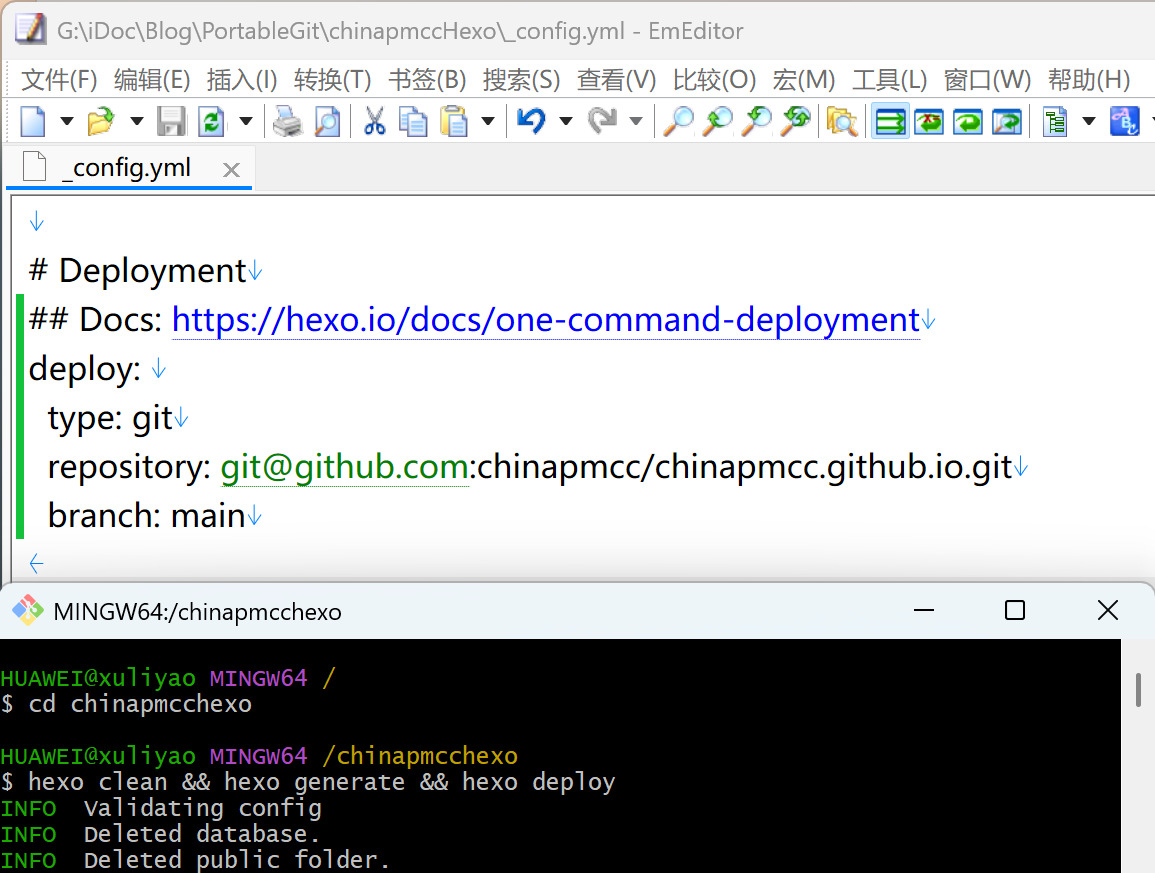 G:\iDoc\Blog\PortableGit\chinapmccHexo\_config.yml - EmEditor
文件(F) 编辑(E) 插入(I) 转换(T) 书签(B) 搜索(S) 查看(V) 比较(O) 宏(M) 工具(L) 窗口(W) 帮助(H)
_config.yml
# Deployment
## Docs: https://hexo.io/docs/one-command-deployment
deploy:
type: git
repository: git@github.com:chinapmcc/chinapmcc.github.io.git
branch: main
MINGW64:/chinapmcchexo
HUAWEI@xuliyao MINGW64 /
$ cd chinapmcchexo
HUAWEI@xuliyao MINGW64 /chinapmcchexo
$ hexo clean && hexo generate && hexo deploy
INFO  Validating config
INFO  Deleted database.
INFO  Deleted public folder.